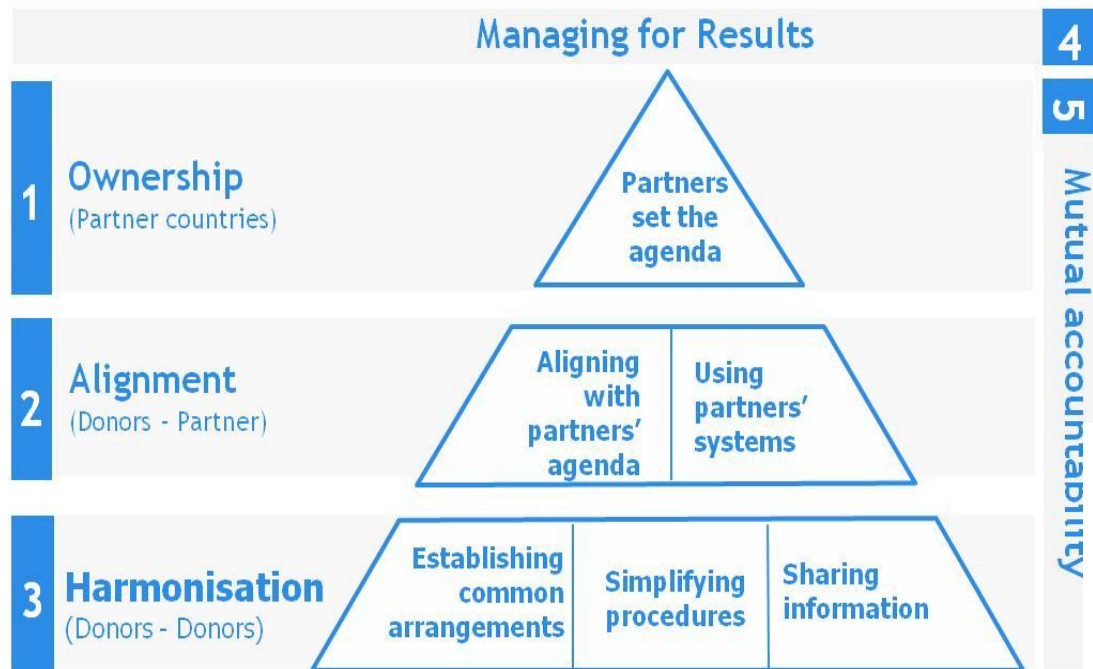 Managing for Results
4
5
Mutual accountability
1
Ownership
(Partner countries)
Partners
set the
agenda
2
Alignment
(Donors - Partner)
Aligning
with
partners’
agenda
Using
partners’
systems
3
Harmonisation
(Donors - Donors)
Establishing
common
arrangements
Simplifying
procedures
Sharing
information